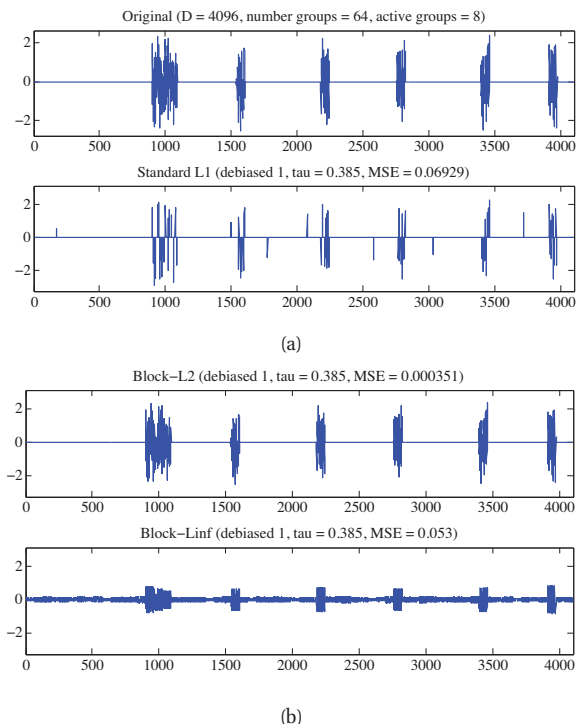 Original (D = 4096, number groups = 64, active groups = 8)
2
0
−2
0 500 1000 1500 2000 2500 3000 3500 4000
Standard L1 (debiased 1, tau = 0.385, MSE = 0.06929)
2
0
−2
0 500 1000 1500 2000 2500 3000 3500 4000
(a)
Block−L2 (debiased 1, tau = 0.385, MSE = 0.000351)
2
0
−2
0 500 1000 1500 2000 2500 3000 3500 4000
Block−Linf (debiased 1, tau = 0.385, MSE = 0.053)
2
0
−2
0 500 1000 1500 2000 2500 3000 3500 4000
(b)